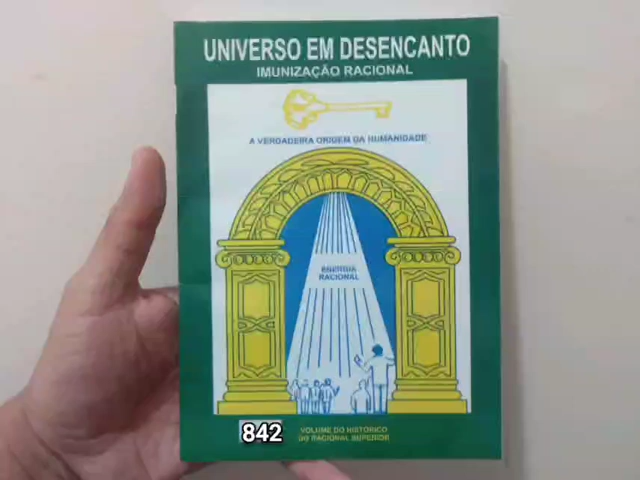 UNIVERSO EM DESENCANTO
IMUNIZAÇÃO RACIONAL
A VERDADEIRA ORIGEM DA HUMANIDADE
ENERGIA
RACIONAL
842
VOLUME DO HISTÓRICO
DO RACIONAL SUPERIOR